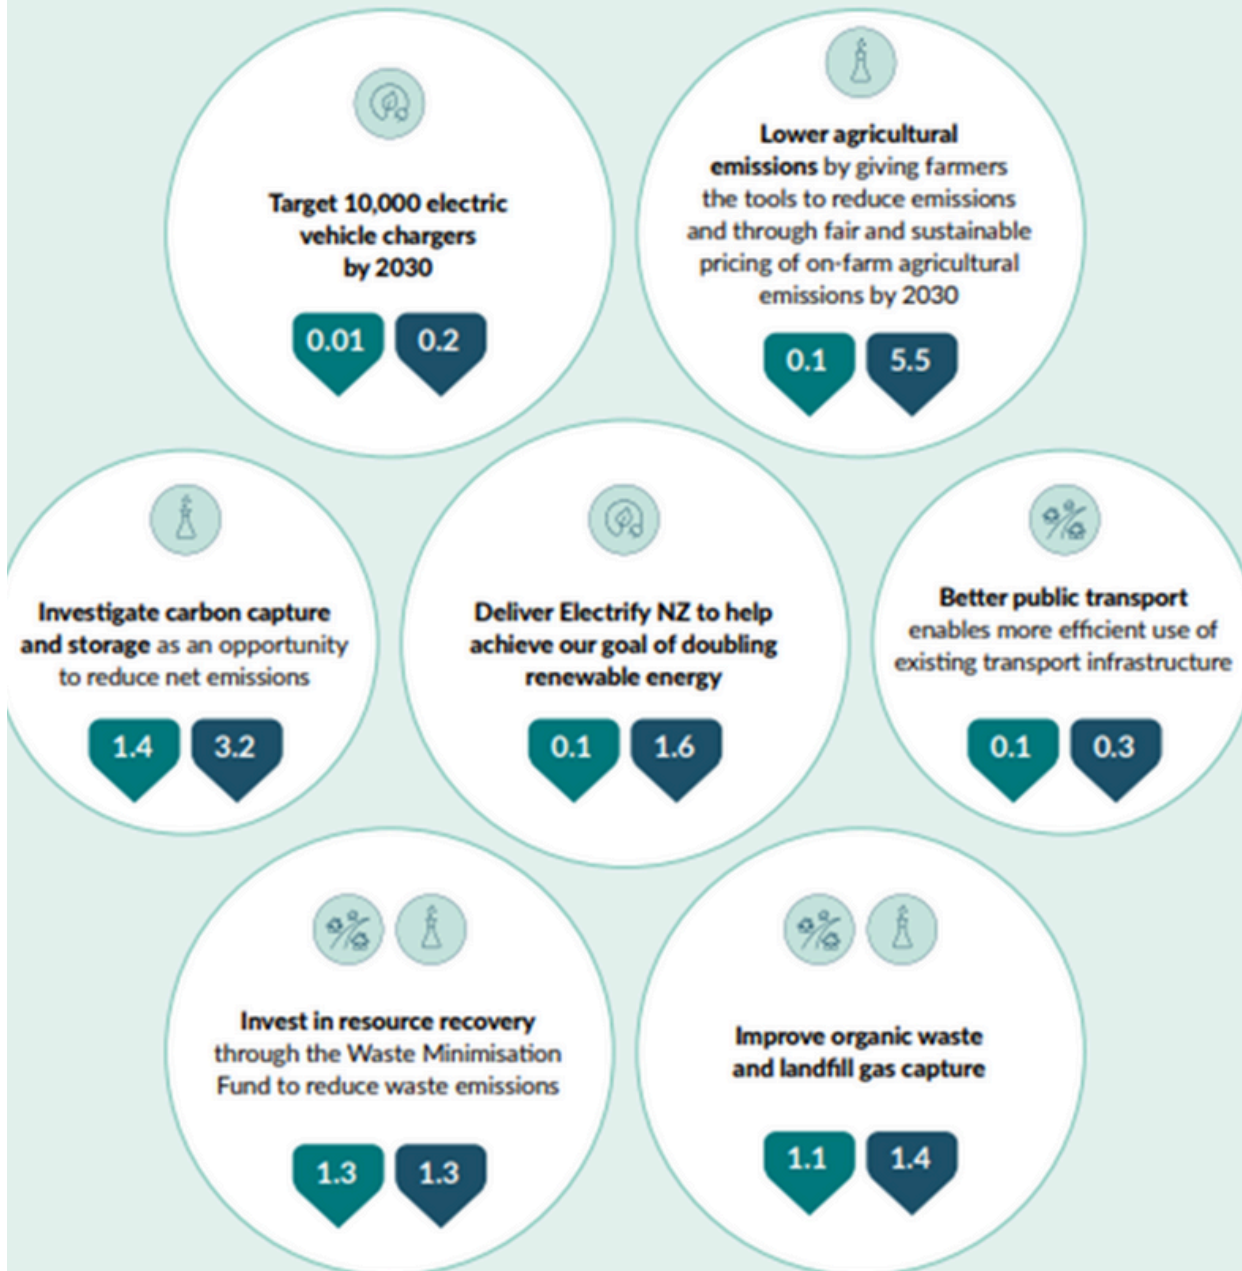 Target 10,000 electric
vehicle chargers
by 2030
0.01 0.2
Lower agricultural
emissions by giving farmers
the tools to reduce emissions
and through fair and sustainable
pricing of on-farm agricultural
emissions by 2030
0.1 5.5
Investigate carbon capture
and storage as an opportunity
to reduce net emissions
1.4 3.2
Deliver Electrify NZ to help
achieve our goal of doubling
renewable energy
0.1 1.6
Better public transport
enables more efficient use of
existing transport infrastructure
0.1 0.3
Invest in resource recovery
through the Waste Minimisation
Fund to reduce waste emissions
1.3 1.3
Improve organic waste
and landfill gas capture
1.1 1.4